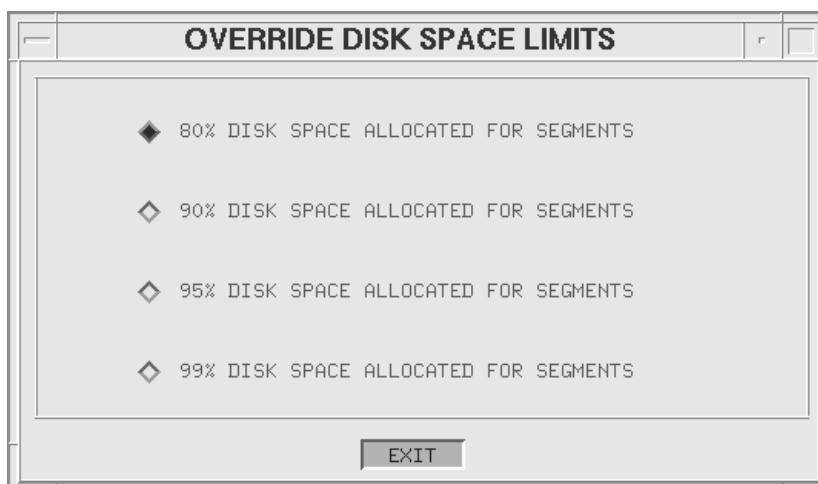 OVERRIDE DISK SPACE LIMITS
80% DISK SPACE ALLOCATED FOR SEGMENTS
90% DISK SPACE ALLOCATED FOR SEGMENTS
95% DISK SPACE ALLOCATED FOR SEGMENTS
99% DISK SPACE ALLOCATED FOR SEGMENTS
EXIT